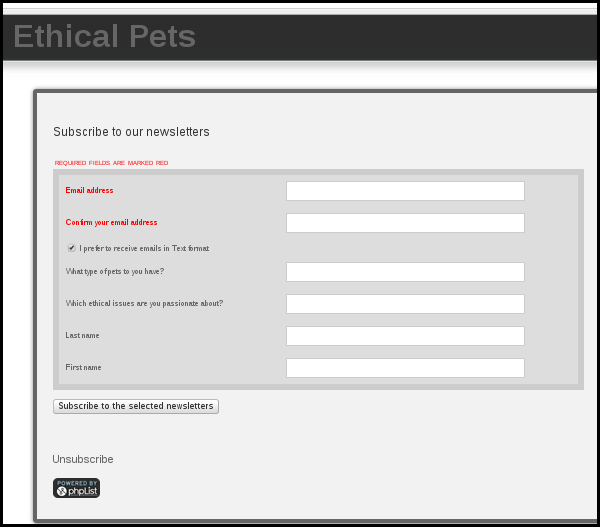 Ethical Pets
Subscribe to our newsletters
REQUIRED FIELDS ARE MARKED RED
Email address
Confirm your email address
I prefer to receive emails in Text format
What type of pets to you have?
Which ethical issues are you passionate about?
Last name
First name
Subscribe to the selected newsletters
Unsubscribe
POWERED BY
phpList